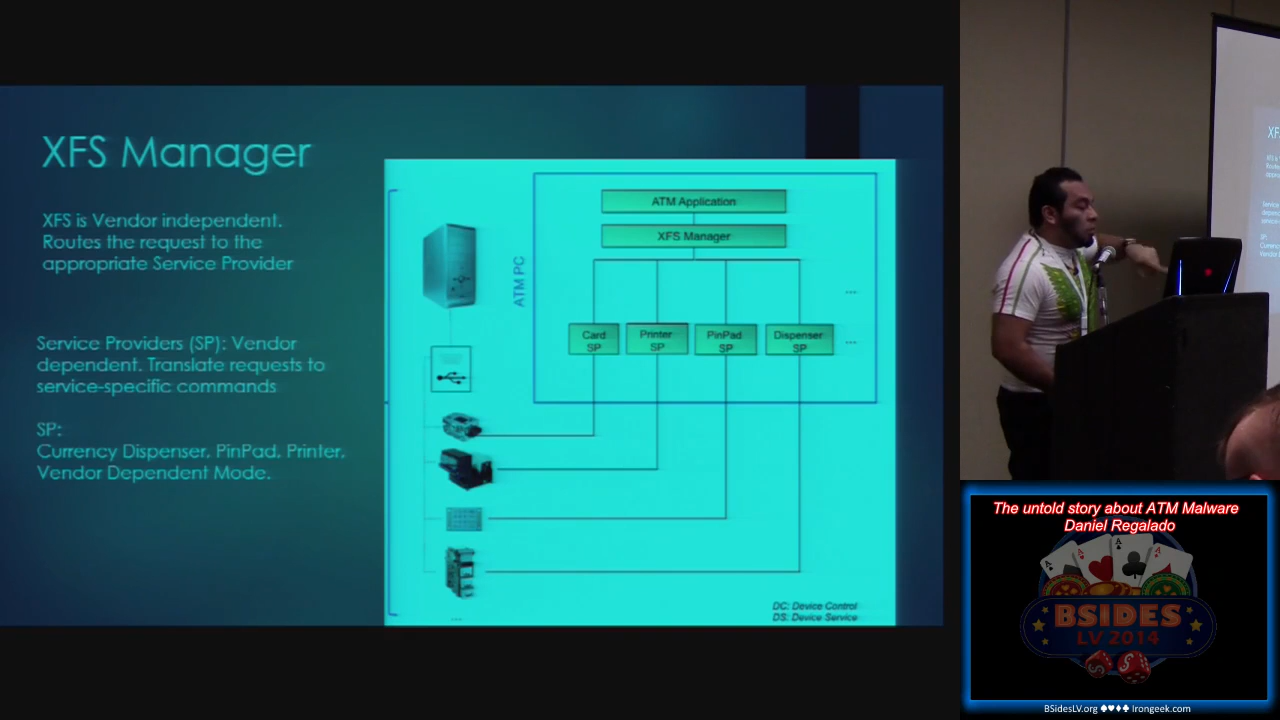 XFS Manager
XFS is Vendor independent.
Routes the request to the
appropriate Service Provider
Service Providers (SP): Vendor
dependent. Translate requests to
service-specific commands
SP:
Currency Dispenser, PinPad, Printer,
Vendor Dependent Mode.
ATM PC
ATM Application
XFS Manager
...
Card
SP
Printer
SP
PinPad
SP
Dispenser
SP
...
DC: Device Control
DS: Device Service
...
XF
The untold story about ATM Malware
Daniel Regalado
BSIDES
LV 2014
BSidesLV.org ♠♥♦♣ Irongeek.com